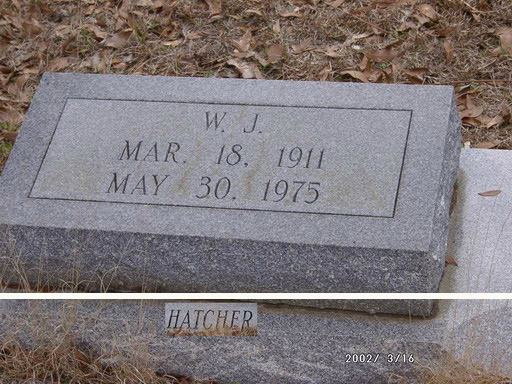 W. J.
MAR. 18, 1911
MAY 30, 1975
HATCHER
2002/ 3/16